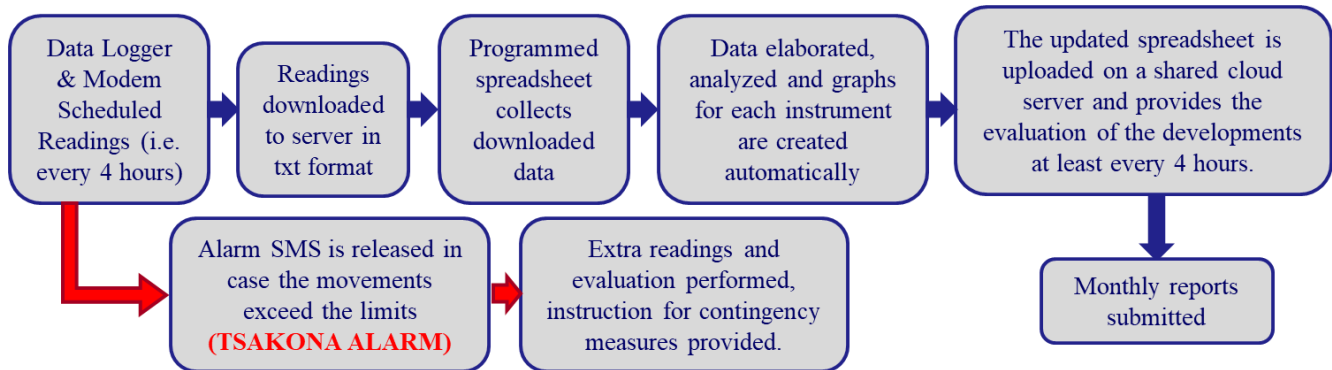 Data Logger
& Modem
Scheduled
Readings (i.e.
every 4 hours)
Readings
downloaded
to server in
txt format
Programmed
spreadsheet
collects
downloaded
data
Data elaborated,
analyzed and graphs
for each instrument
are created
automatically
The updated spreadsheet is
uploaded on a shared cloud
server and provides the
evaluation of the developments
at least every 4 hours.
Alarm SMS is released in
case the movements
exceed the limits
(TSAKONA ALARM)
Extra readings and
evaluation performed,
instruction for contingency
measures provided.
Monthly reports
submitted